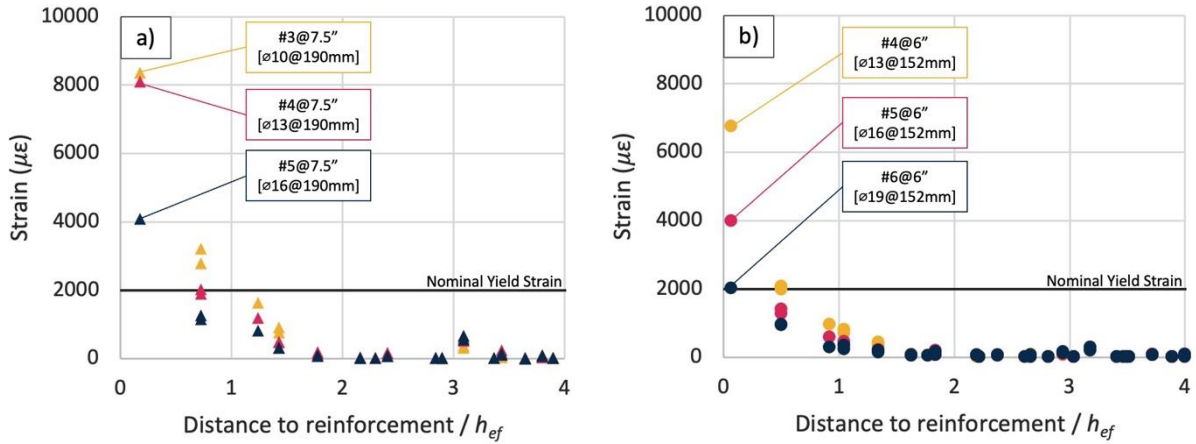 a)
10000
8000
6000
4000
2000
0
0
1
2
3
4
Strain (με)
Distance to reinforcement / hef
#3@7.5”
[ø10@190mm]
#4@7.5”
[ø13@190mm]
#5@7.5”
[ø16@190mm]
Nominal Yield Strain
b)
10000
8000
6000
4000
2000
0
0
1
2
3
4
Strain (με)
Distance to reinforcement / hef
#4@6”
[ø13@152mm]
#5@6”
[ø16@152mm]
#6@6”
[ø19@152mm]
Nominal Yield Strain